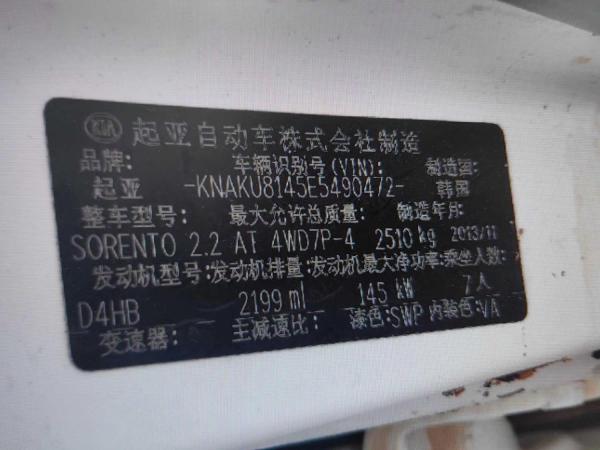 KIA 起亚自动车株式会社制造
品牌: 车辆识别号(VIN): 制造国:
起亚 -KNAKU8145E5490472- 韩国
整车型号: 最大允许总质量: 制造年月:
SORENTO 2.2 AT 4WD7P-4 2510 kg 2013/11
发动机型号:发动机排量:发动机最大净功率:乘坐人数:
D4HB 2199 ml 145 kW 7人
变速器: 主减速比: 漆色:SWP 内装色:VA